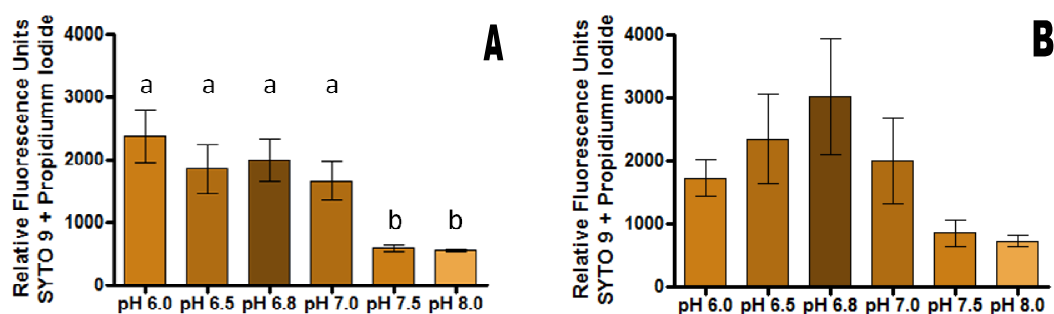 A
Relative Fluorescence Units
SYTO 9 + Propidiumm Iodide
4000
3000
2000
1000
0
a a a a
b b
pH 6.0 pH 6.5 pH 6.8 pH 7.0 pH 7.5 pH 8.0
B
Relative Fluorescence Units
SYTO 9 + Propidiumm Iodide
4000
3000
2000
1000
0
pH 6.0 pH 6.5 pH 6.8 pH 7.0 pH 7.5 pH 8.0